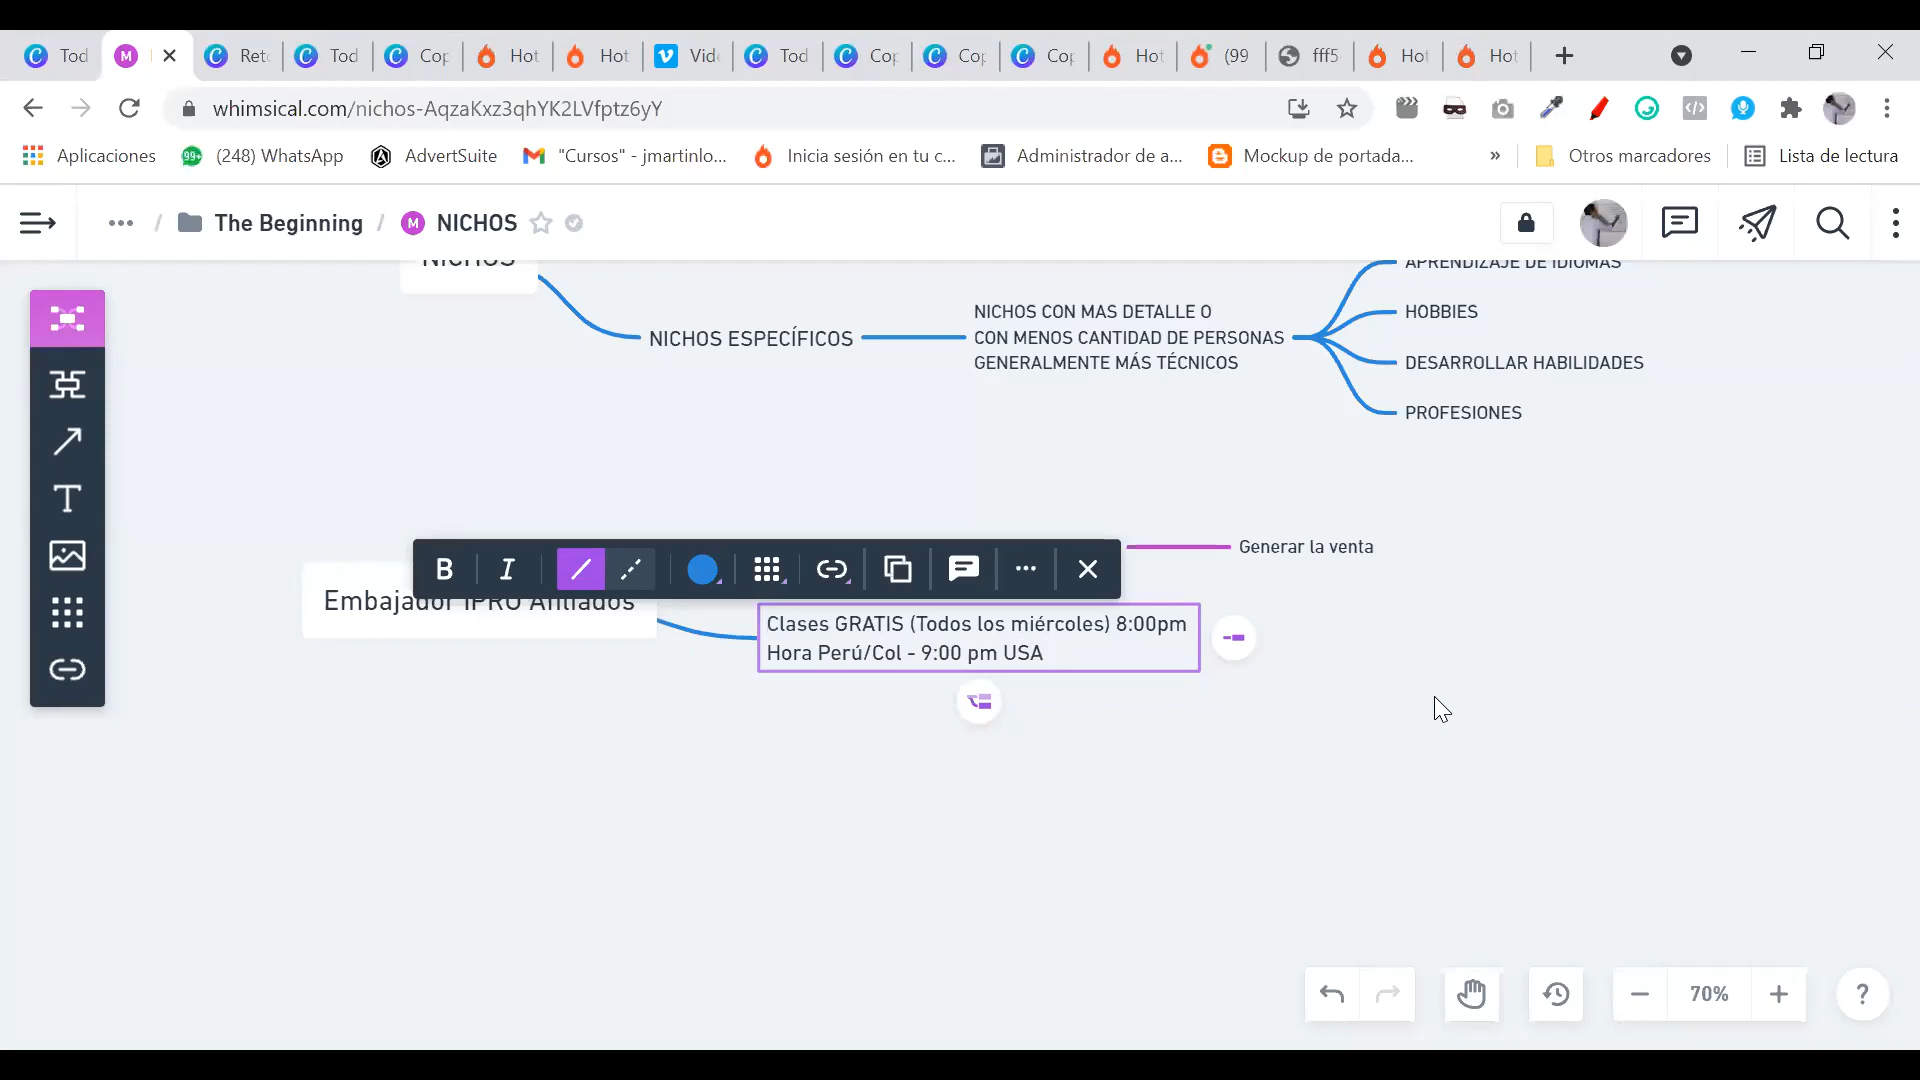 Tod
M
Reto
Tod
Cop
Hot
Hot
Vid
Tod
Cop
Cop
Cop
Hot
(99
fff5
Hot
Hot
whimsical.com/nichos-AqzaKxz3qhYK2LVfptz6yY
Aplicaciones
99+
(248) WhatsApp
AdvertSuite
"Cursos" - jmartinlo...
Inicia sesión en tu c...
Administrador de a...
Mockup de portada...
»
Otros marcadores
Lista de lectura
... / The Beginning / M NICHOS
NICHOS
APRENDIZAJE DE IDIOMAS
NICHOS ESPECÍFICOS
NICHOS CON MAS DETALLE O
CON MENOS CANTIDAD DE PERSONAS
GENERALMENTE MÁS TÉCNICOS
HOBBIES
DESARROLLAR HABILIDADES
PROFESIONES
T
B I
Generar la venta
Embajador IPRO Afiliados
Clases GRATIS (Todos los miércoles) 8:00pm
Hora Perú/Col - 9:00 pm USA
70%
?